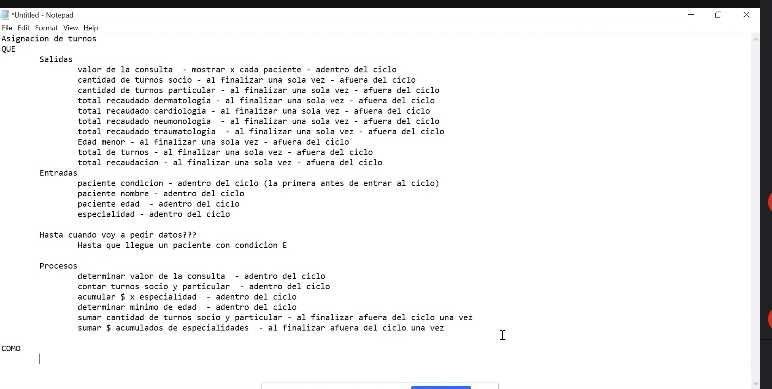 *Untitled - Notepad
File Edit Format View Help
Asignacion de turnos
QUE
Salidas
valor de la consulta - mostrar x cada paciente - adentro del ciclo
cantidad de turnos socio - al finalizar una sola vez - afuera del ciclo
cantidad de turnos particular - al finalizar una sola vez - afuera del ciclo
total recaudado dermatologia - al finalizar una sola vez - afuera del ciclo
total recaudado cardiologia - al finalizar una sola vez - afuera del ciclo
total recaudado neumonologia - al finalizar una sola vez - afuera del ciclo
total recaudado traumatologia - al finalizar una sola vez - afuera del ciclo
Edad menor - al finalizar una sola vez - afuera del ciclo
total de turnos - al finalizar una sola vez - afuera del ciclo
total recaudacion - al finalizar una sola vez - afuera del ciclo
Entradas
paciente condicion - adentro del ciclo (la primera antes de entrar al ciclo)
paciente nombre - adentro del ciclo
paciente edad - adentro del ciclo
especialidad - adentro del ciclo
Hasta cuando voy a pedir datos???
Hasta que llegue un paciente con condicion E
Procesos
determinar valor de la consulta - adentro del ciclo
contar turnos socio y particular - adentro del ciclo
acumular $ x especialidad - adentro del ciclo
determinar minimo de edad - adentro del ciclo
sumar cantidad de turnos socio y particular - al finalizar afuera del ciclo una vez
sumar $ acumulados de especialidades - al finalizar afuera del ciclo una vez
COMO